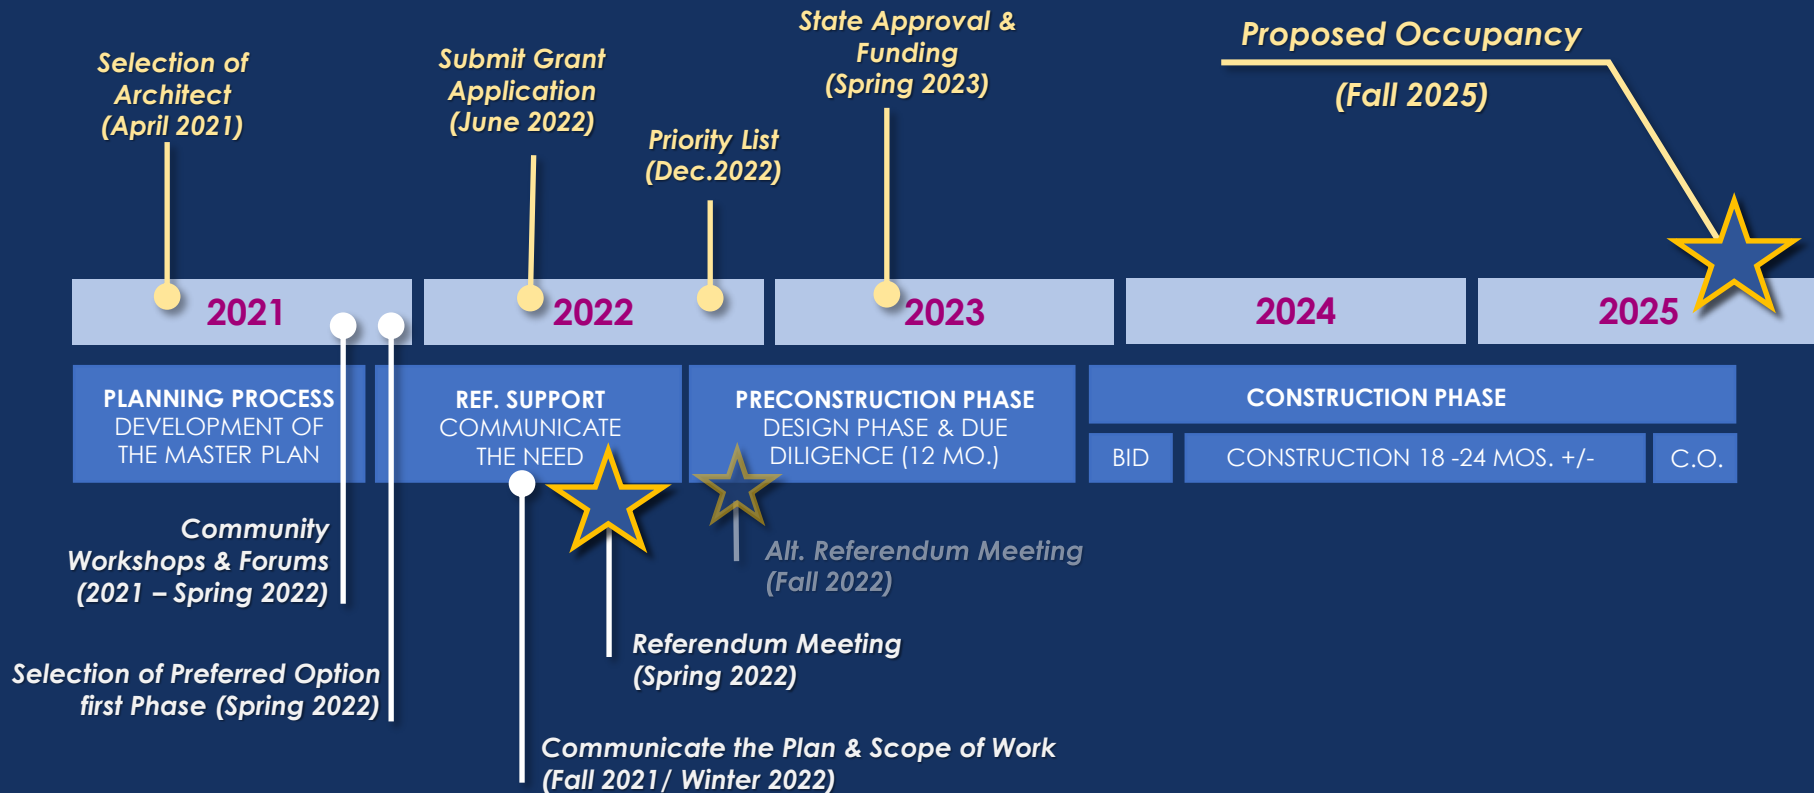 Selection of
Architect
(April 2021)
Submit Grant
Application
(June 2022)
Priority List
(Dec.2022)
State Approval &
Funding
(Spring 2023)
Proposed Occupancy
(Fall 2025)
2021
2022
2023
2024
2025
PLANNING PROCESS
DEVELOPMENT OF
THE MASTER PLAN
REF. SUPPORT
COMMUNICATE
THE NEED
PRECONSTRUCTION PHASE
DESIGN PHASE & DUE
DILIGENCE (12 MO.)
CONSTRUCTION PHASE
BID
CONSTRUCTION 18 -24 MOS. +/-
C.O.
Community
Workshops & Forums
(2021 – Spring 2022)
Selection of Preferred Option
first Phase (Spring 2022)
Alt. Referendum Meeting
(Fall 2022)
Referendum Meeting
(Spring 2022)
Communicate the Plan & Scope of Work
(Fall 2021/ Winter 2022)